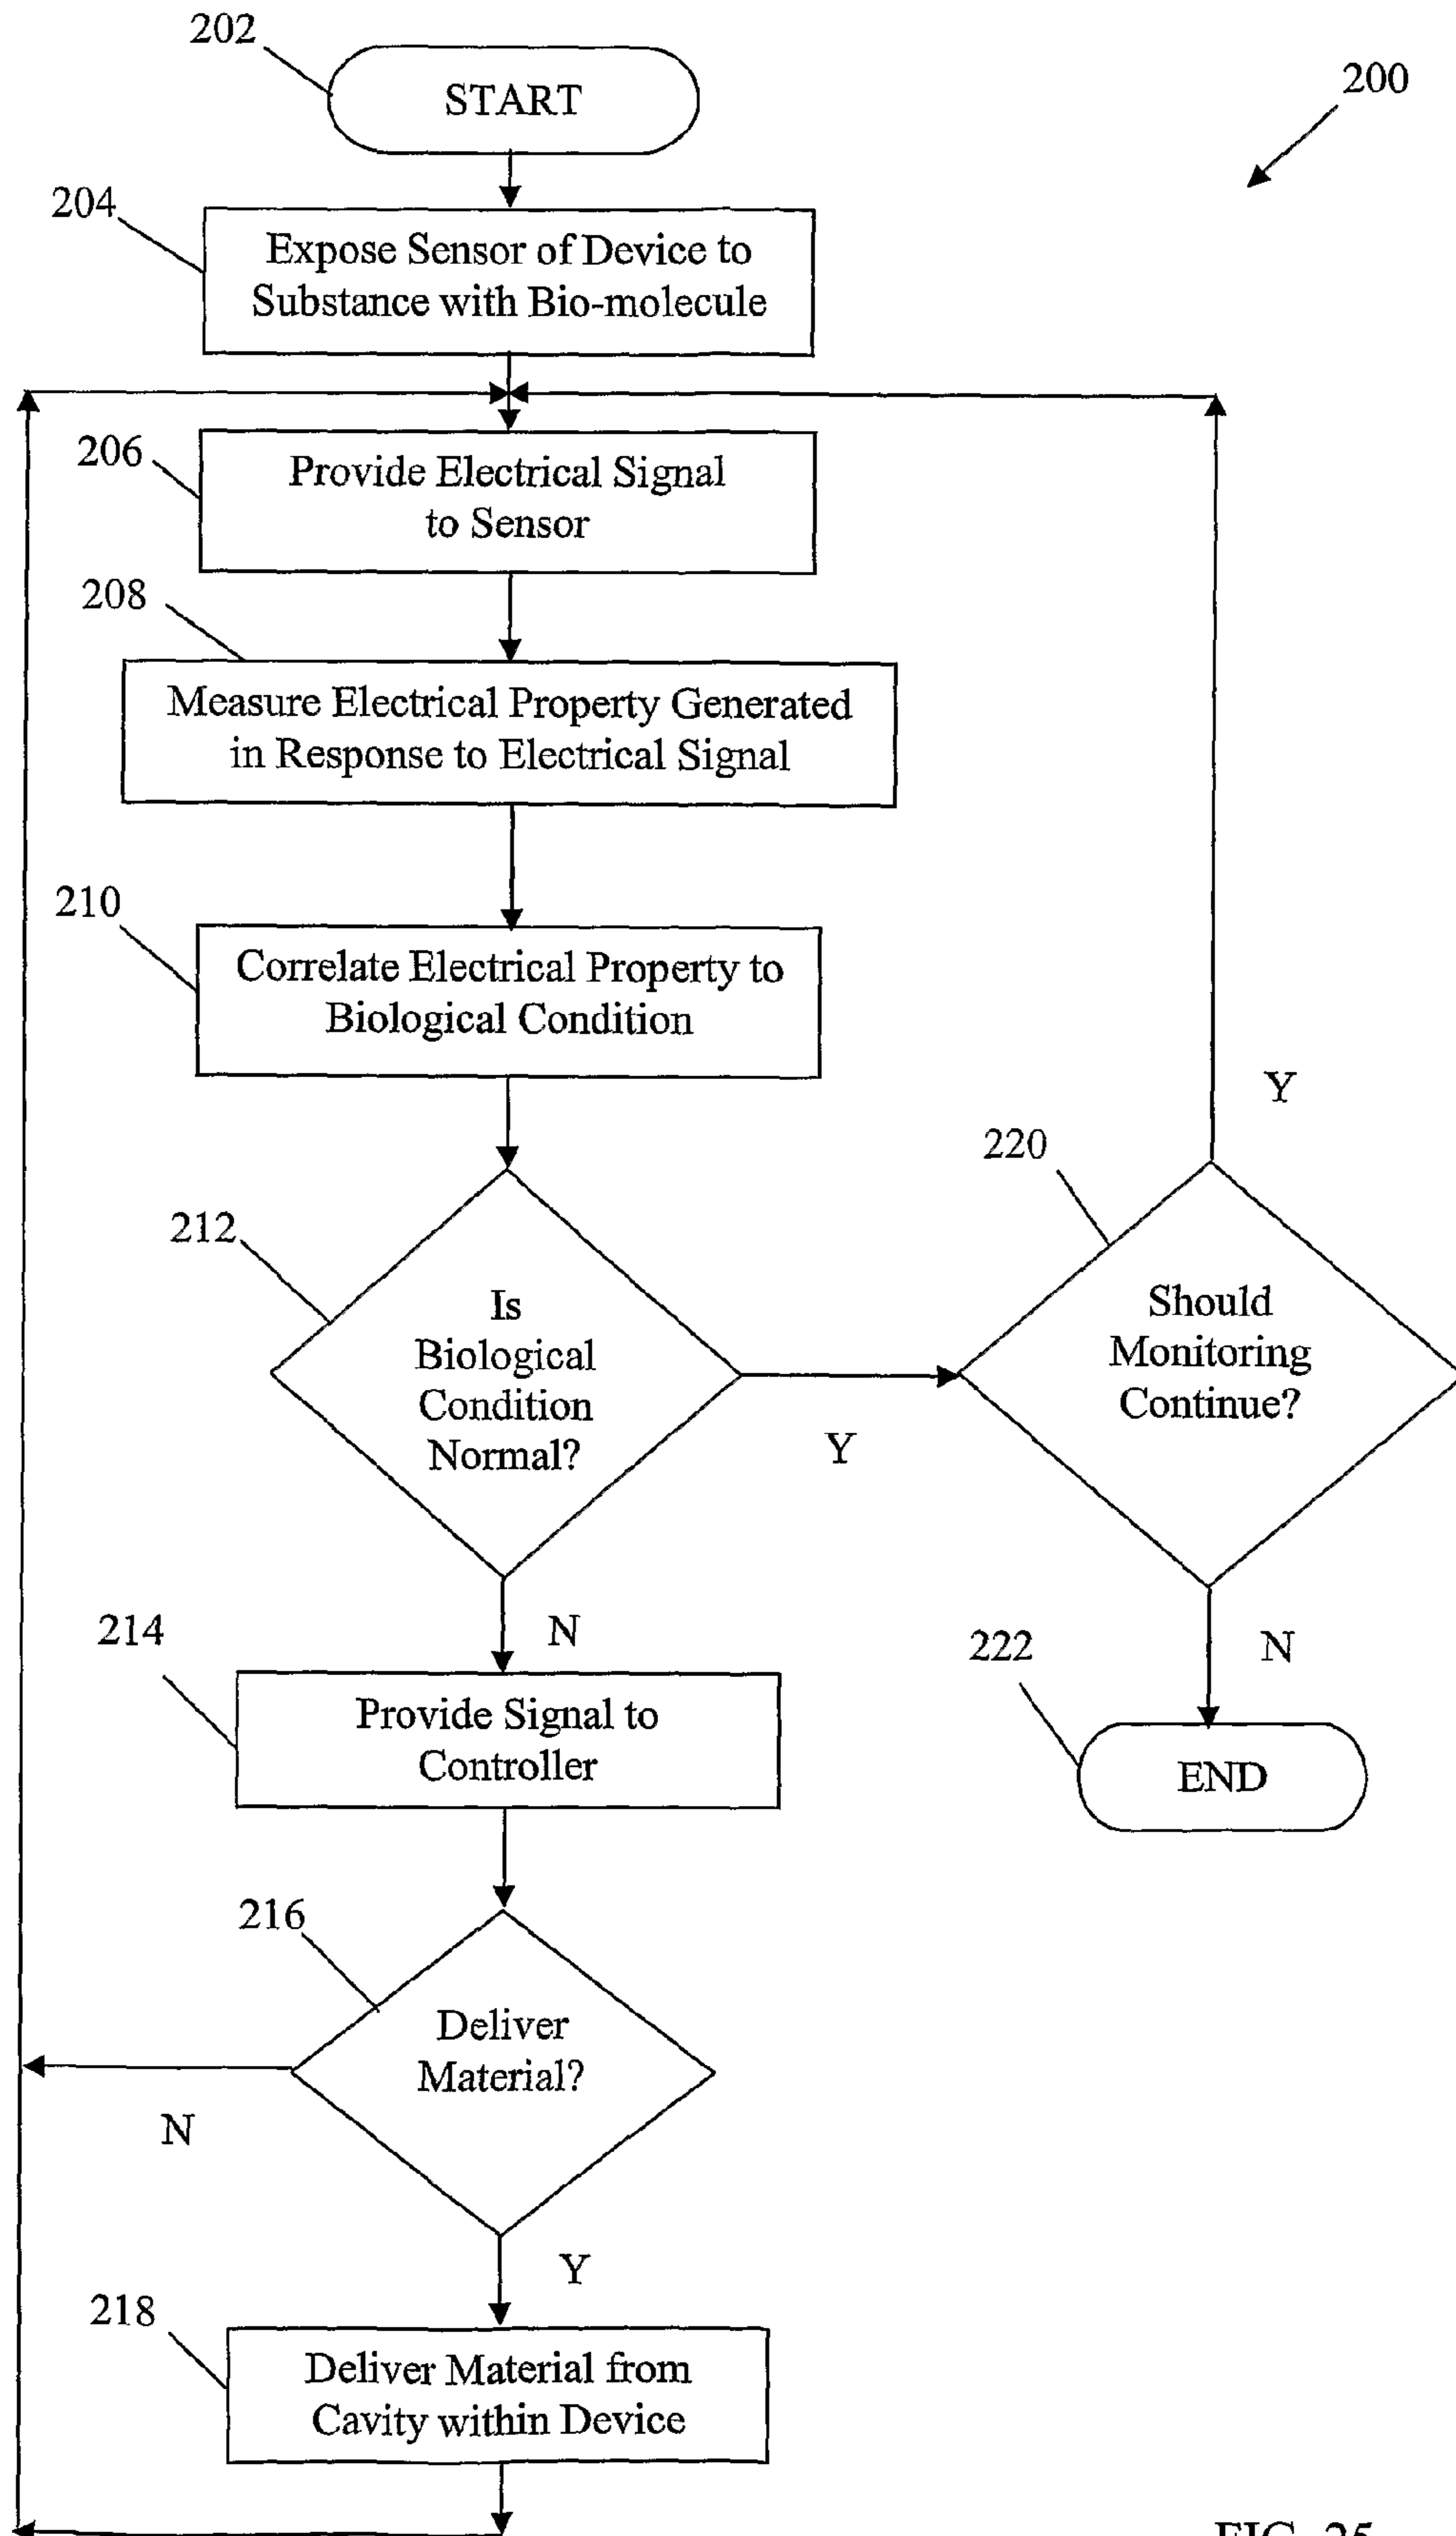 202
START
200
204
Expose Sensor of Device to
Substance with Bio-molecule
206
Provide Electrical Signal
to Sensor
208
Measure Electrical Property Generated
in Response to Electrical Signal
210
Correlate Electrical Property to
Biological Condition
212
Is
Biological
Condition
Normal?
Y
N
220
Should
Monitoring
Continue?
Y
N
222
END
214
Provide Signal to
Controller
216
Deliver
Material?
N
Y
218
Deliver Material from
Cavity within Device
FIG. 25